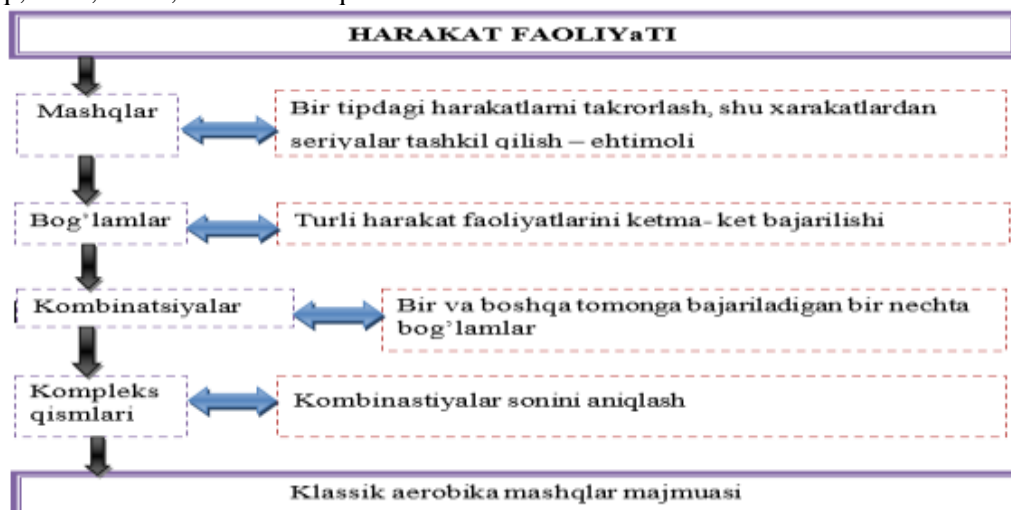 HARAKAT FAOLIYaTI
Mashqlar
Bir tipdagi harakatlarni takrorlash, shu xarakatlardan
seriyalar tashkil qilish – ehtimoli
Bog’lamlar
Turli harakat faoliyatlarini ketma- ket bajarilishi
Kombinatsiyalar
Bir va boshqa tomonga bajariladigan bir nechta
bog’lamlar
Kompleks
qismlari
Kombinastiyalar sonini aniqlash
Klassik aerobika mashqlar majmuasi